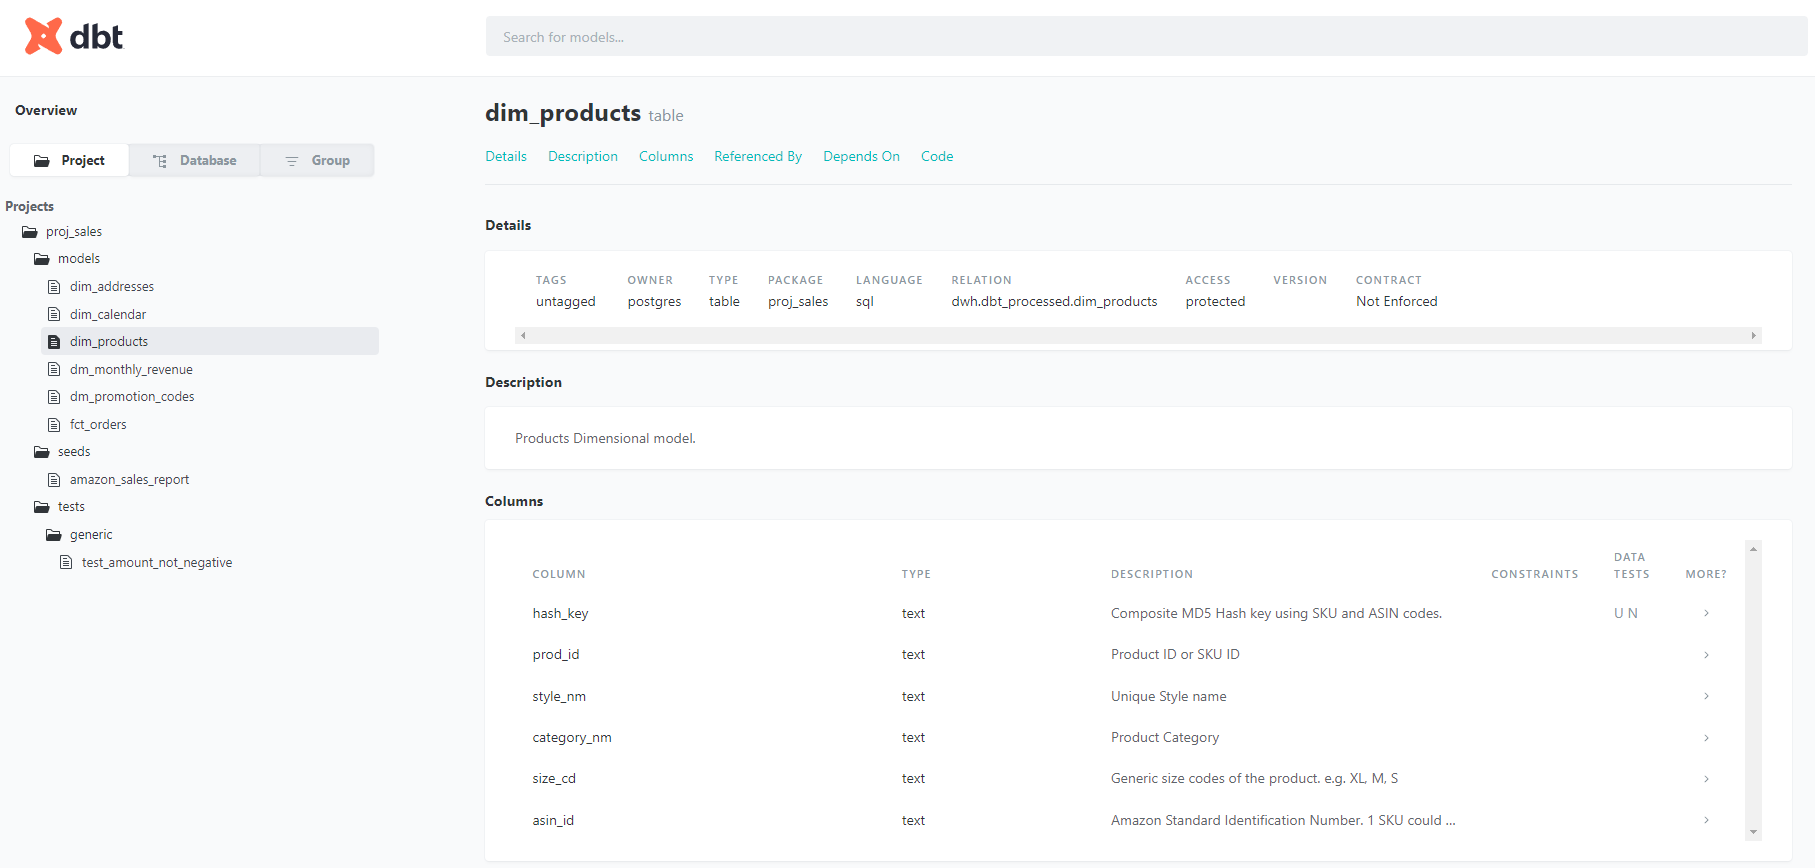 dbt
Search for models...
Overview
Project Database Group
Projects
proj_sales
models
dim_addresses
dim_calendar
dim_products
dm_monthly_revenue
dm_promotion_codes
fct_orders
seeds
amazon_sales_report
tests
generic
test_amount_not_negative
dim_products table
Details Description Columns Referenced By Depends On Code
Details
TAGS OWNER TYPE PACKAGE LANGUAGE RELATION ACCESS VERSION CONTRACT
untagged postgres table proj_sales sql dwh.dbt_processed.dim_products protected Not Enforced
Description
Products Dimensional model.
Columns
COLUMN TYPE DESCRIPTION CONSTRAINTS DATA TESTS MORE?
hash_key text Composite MD5 Hash key using SKU and ASIN codes. U N
prod_id text Product ID or SKU ID
style_nm text Unique Style name
category_nm text Product Category
size_cd text Generic size codes of the product. e.g. XL, M, S
asin_id text Amazon Standard Identification Number. 1 SKU could ...